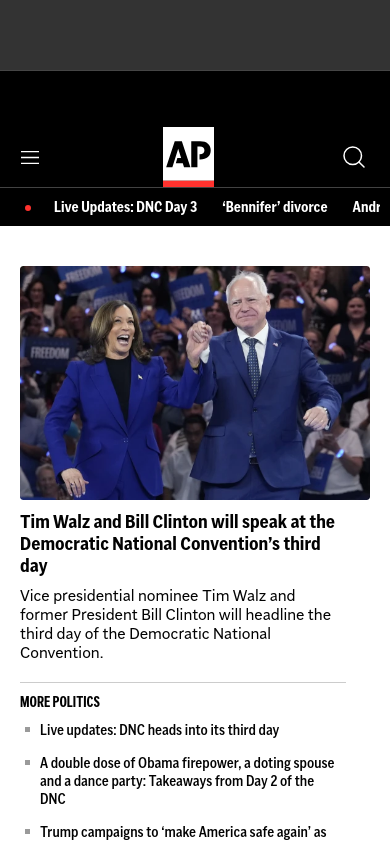 AP
Live Updates: DNC Day 3 ‘Bennifer’ divorce Andr
FREEDOM
FREEDOM
FREEDOM
FREEDOM
Tim Walz and Bill Clinton will speak at the
Democratic National Convention’s third
day
Vice presidential nominee Tim Walz and
former President Bill Clinton will headline the
third day of the Democratic National
Convention.
MORE POLITICS
Live updates: DNC heads into its third day
A double dose of Obama firepower, a doting spouse
and a dance party: Takeaways from Day 2 of the
DNC
Trump campaigns to ‘make America safe again’ as